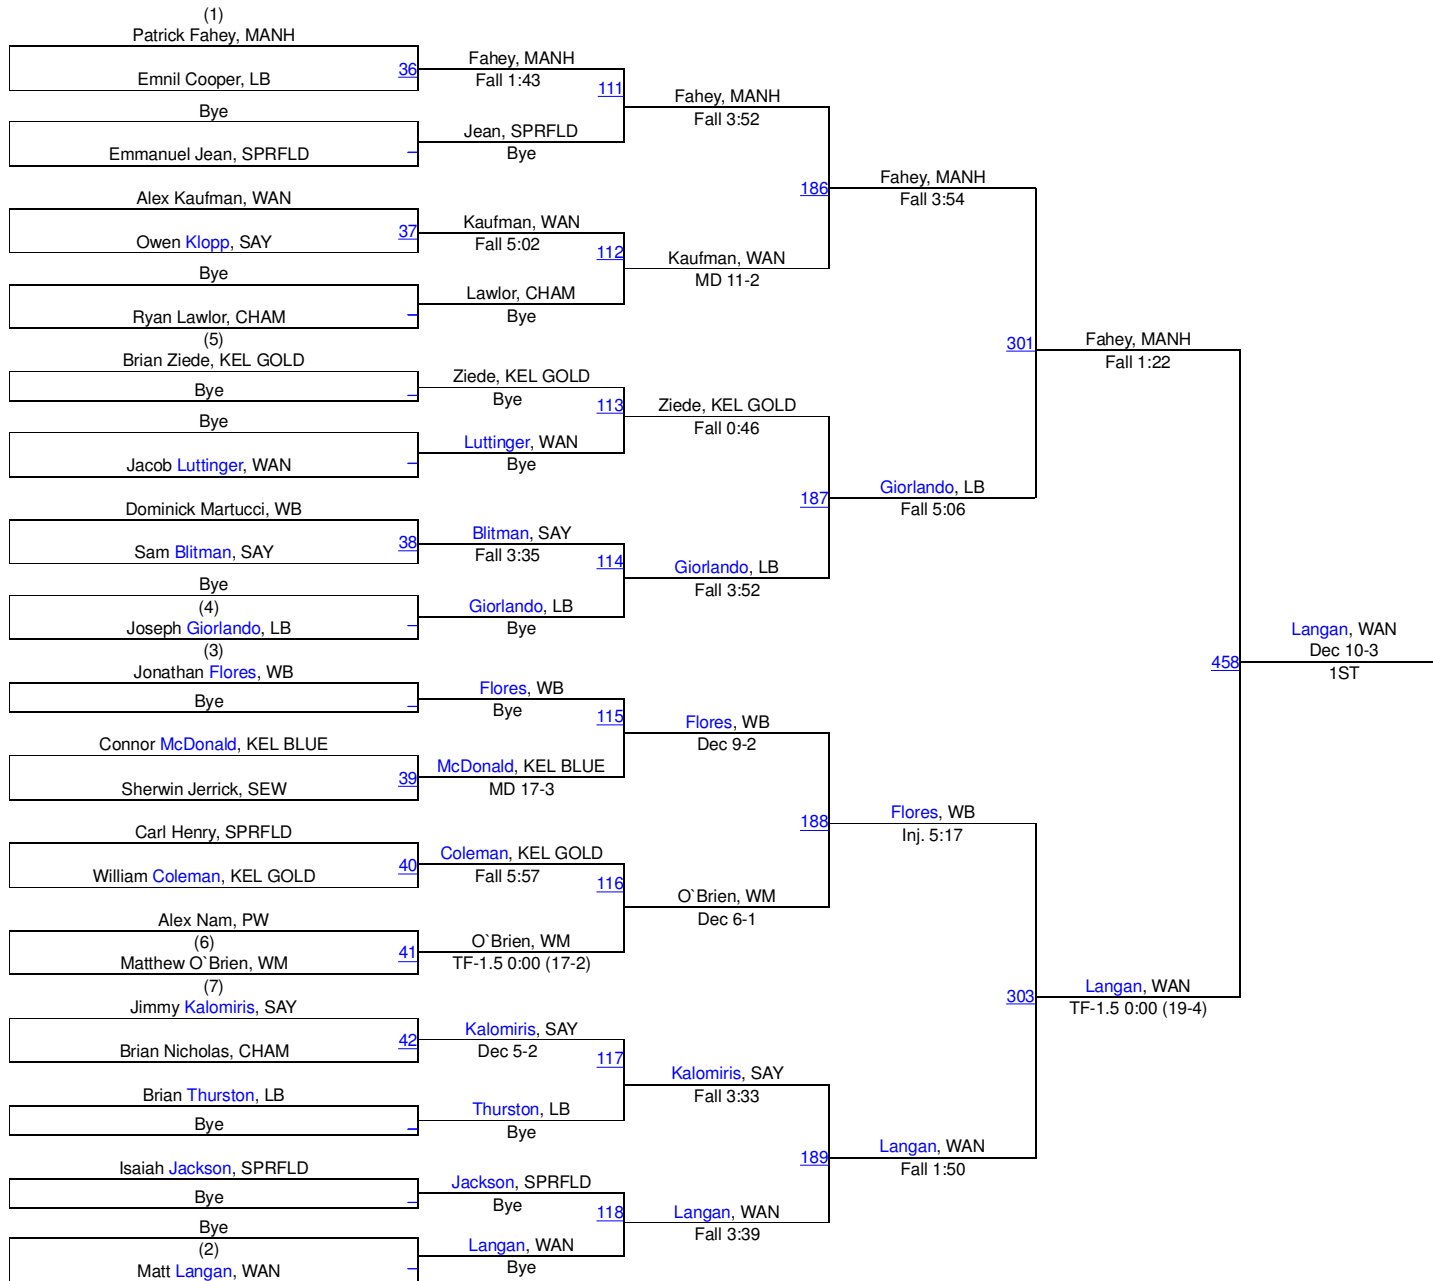 (1)
Patrick Fahey, MANH
Emnil Cooper, LB
36
Bye
Emmanuel Jean, SPRFLD
Alex Kaufman, WAN
Owen Klopp, SAY
37
Bye
Ryan Lawlor, CHAM
(5)
Brian Ziede, KEL GOLD
Bye
Bye
Jacob Luttinger, WAN
Dominick Martucci, WB
Sam Blitman, SAY
38
Bye
(4)
Joseph Giorlando, LB
(3)
Jonathan Flores, WB
Bye
Connor McDonald, KEL BLUE
Sherwin Jerrick, SEW
39
Carl Henry, SPRFLD
William Coleman, KEL GOLD
40
Alex Nam, PW
(6)
Matthew O`Brien, WM
41
(7)
Jimmy Kalomiris, SAY
Brian Nicholas, CHAM
42
Brian Thurston, LB
Bye
Isaiah Jackson, SPRFLD
Bye
Bye
(2)
Matt Langan, WAN
Fahey, MANH
Fall 1:43
111
Jean, SPRFLD
Bye
Kaufman, WAN
Fall 5:02
112
Lawlor, CHAM
Bye
Ziede, KEL GOLD
Bye
113
Luttinger, WAN
Bye
Blitman, SAY
Fall 3:35
114
Giorlando, LB
Bye
Flores, WB
Bye
115
McDonald, KEL BLUE
MD 17-3
Coleman, KEL GOLD
Fall 5:57
116
O`Brien, WM
TF-1.5 0:00 (17-2)
Kalomiris, SAY
Dec 5-2
117
Thurston, LB
Bye
Jackson, SPRFLD
Bye
118
Langan, WAN
Bye
Fahey, MANH
Fall 3:52
186
Kaufman, WAN
MD 11-2
Ziede, KEL GOLD
Fall 0:46
187
Giorlando, LB
Fall 3:52
Flores, WB
Dec 9-2
188
O`Brien, WM
Dec 6-1
Kalomiris, SAY
Fall 3:33
189
Langan, WAN
Fall 3:39
Fahey, MANH
Fall 3:54
301
Giorlando, LB
Fall 5:06
Flores, WB
Inj. 5:17
303
Langan, WAN
Fall 1:50
Fahey, MANH
Fall 1:22
458
Langan, WAN
TF-1.5 0:00 (19-4)
Langan, WAN
Dec 10-3
1ST